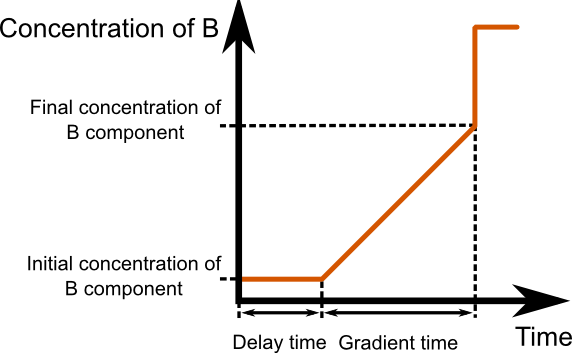 Concentration of B
Final concentration of
B component
Initial concentration of
B component
Delay time
Gradient time
Time